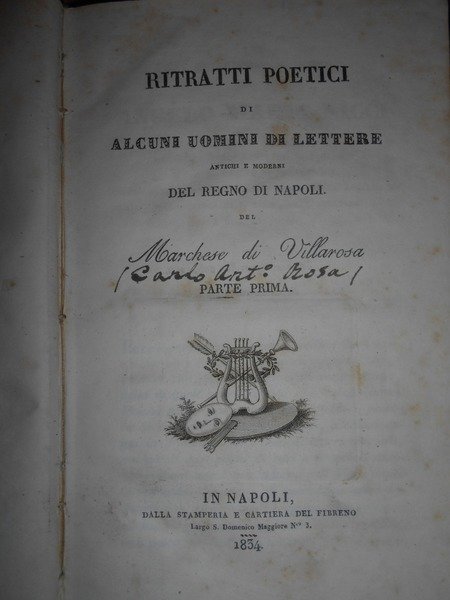 RITRATTI POETICI
DI
ALCUNI UOMINI DI LETTERE
ANTICHI E MODERNI
DEL REGNO DI NAPOLI.
DEL
Marchese di Villarosa
(Carlo Ant.o Rosa)
PARTE PRIMA.
IN NAPOLI,
DALLA STAMPERIA E CARTIERA DEL FIBRENO
Largo S. Domenico Maggiore N.o 3.
1834.